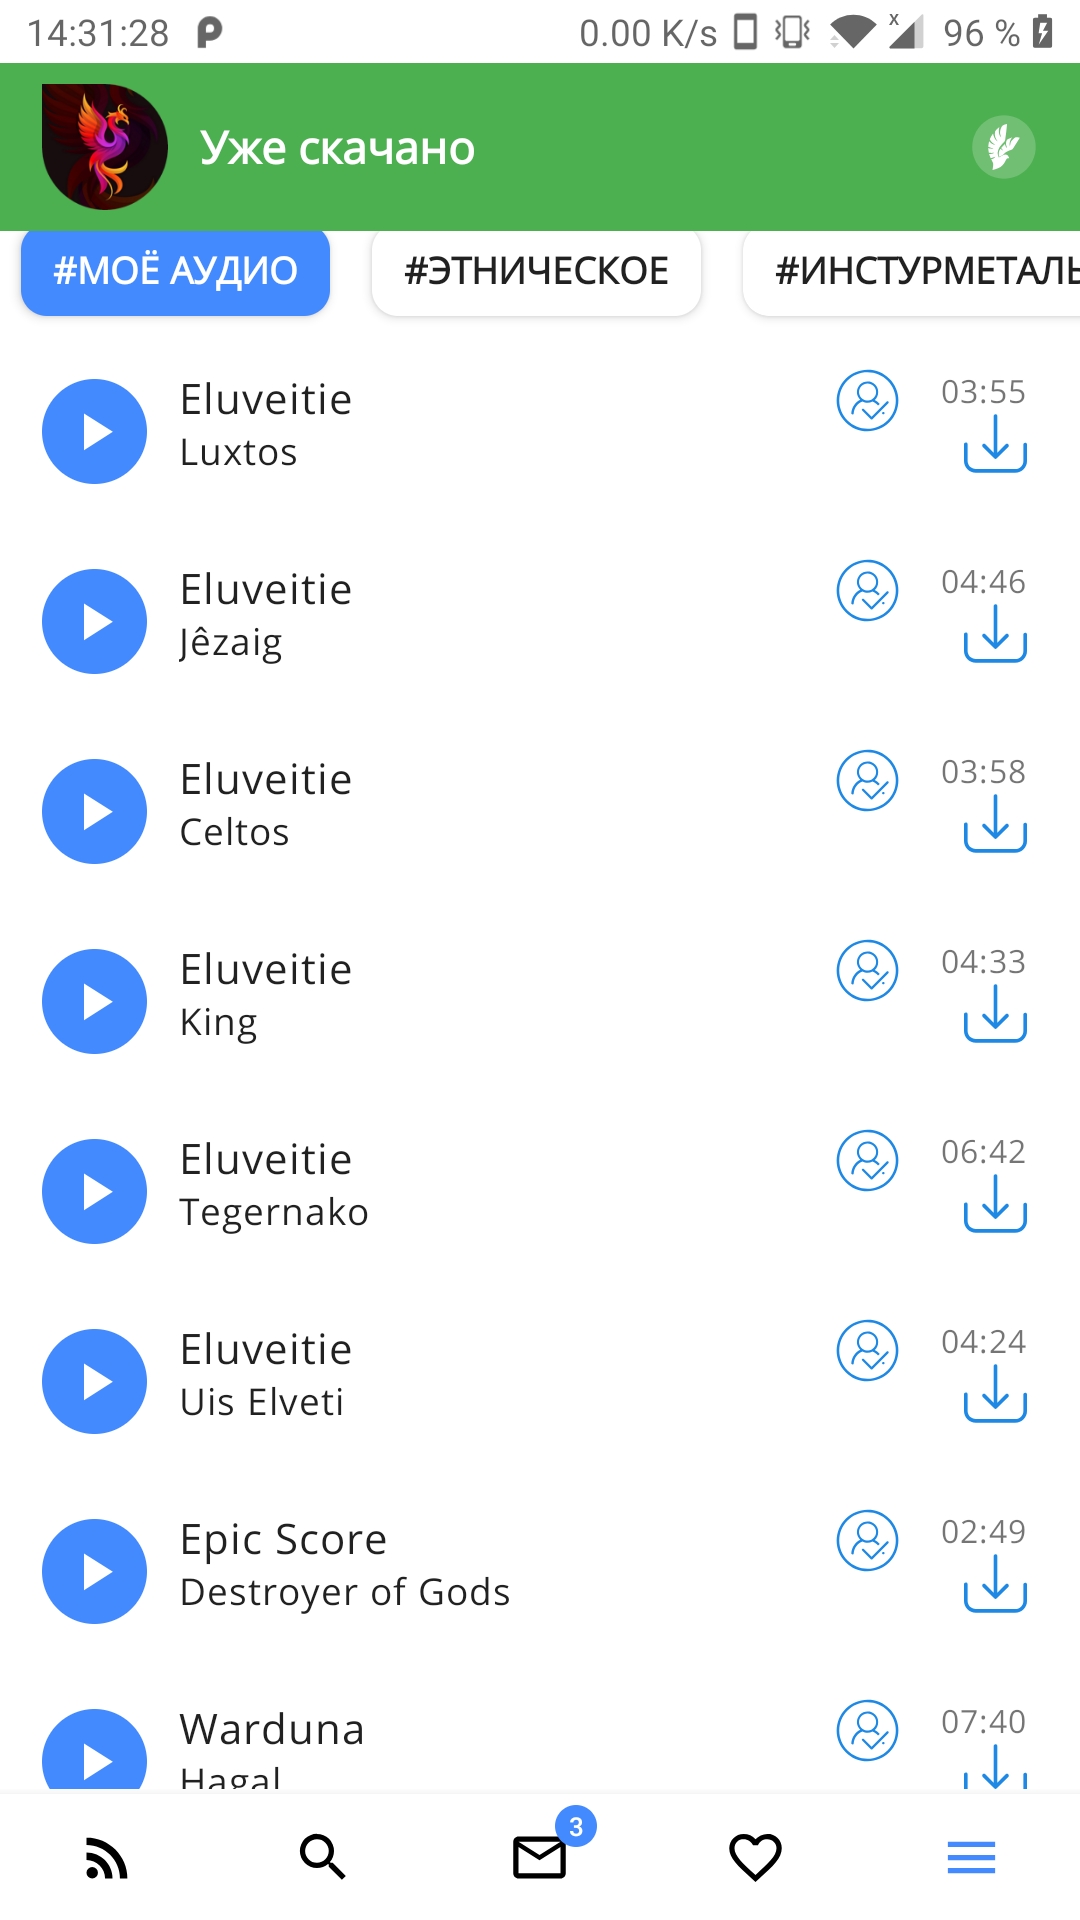 14:31:28 0.00 K/s x 96 %
Уже скачано
#МОЁ АУДИО #ЭТНИЧЕСКОЕ #ИНСТУРМЕТАЛЬ
Eluveitie 03:55
Luxtos
Eluveitie 04:46
Jêzaig
Eluveitie 03:58
Celtos
Eluveitie 04:33
King
Eluveitie 06:42
Tegernako
Eluveitie 04:24
Uis Elveti
Epic Score 02:49
Destroyer of Gods
Warduna 07:40
Hagal
3